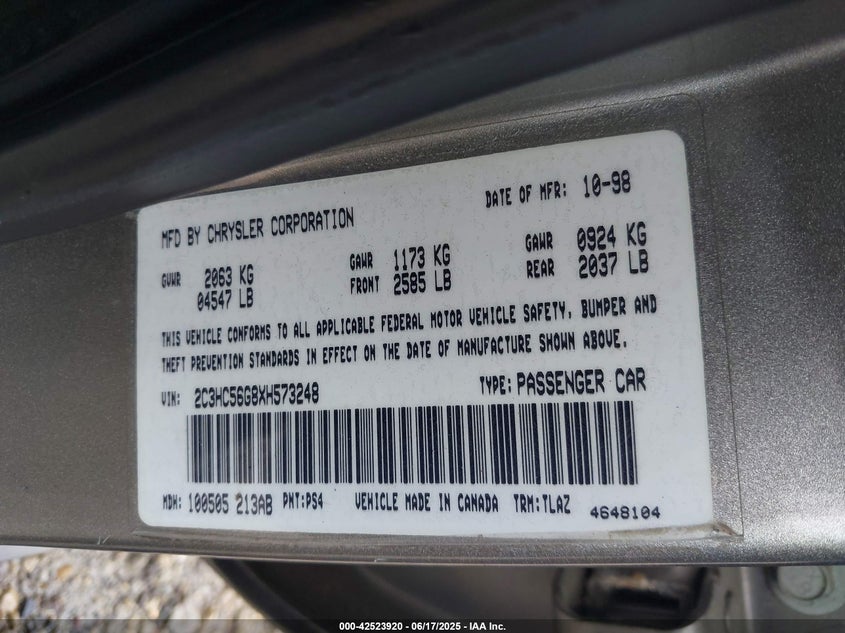 MFD BY CHRYSLER CORPORATION
DATE OF MFR: 10-98
GVWR 2063 KG
04547 LB
GAWR 1173 KG
FRONT 2585 LB
GAWR 0924 KG
REAR 2037 LB
THIS VEHICLE CONFORMS TO ALL APPLICABLE FEDERAL MOTOR VEHICLE SAFETY, BUMPER AND
THEFT PREVENTION STANDARDS IN EFFECT ON THE DATE OF MANUFACTURE SHOWN ABOVE.
VIN: 2C3HC56G8XH573248
TYPE: PASSENGER CAR
MDH: 100505 213AB PNT:PS4 VEHICLE MADE IN CANADA TRM:TLAZ 4648104
000-42523920 - 06/17/2025 - IAA Inc.